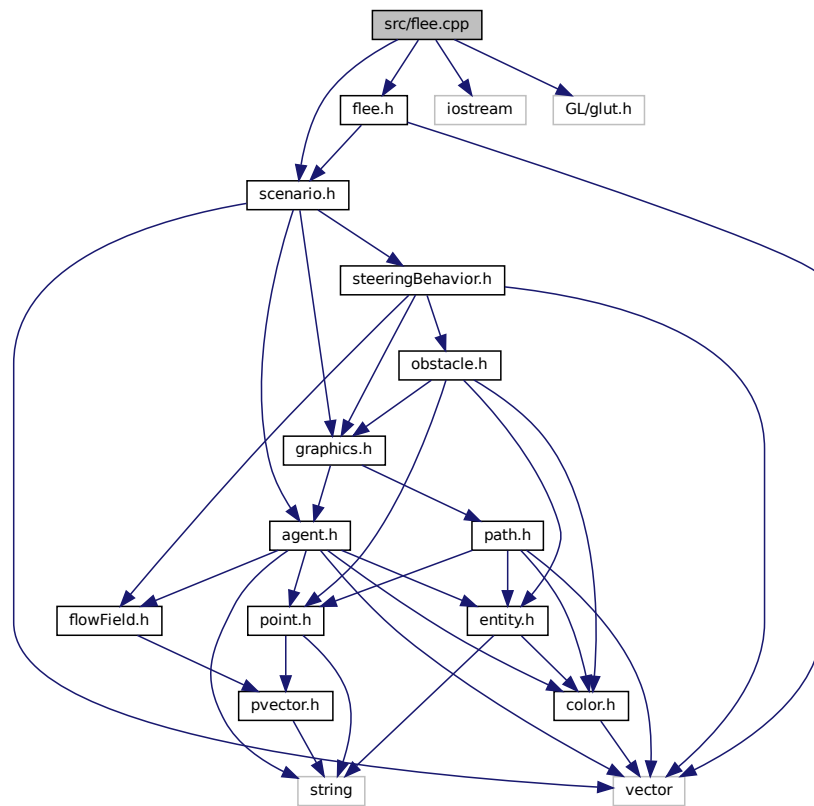 src/flee.cpp
flee.h
iostream
GL/glut.h
scenario.h
steeringBehavior.h
obstacle.h
graphics.h
agent.h
path.h
flowField.h
point.h
entity.h
pvector.h
color.h
string
vector